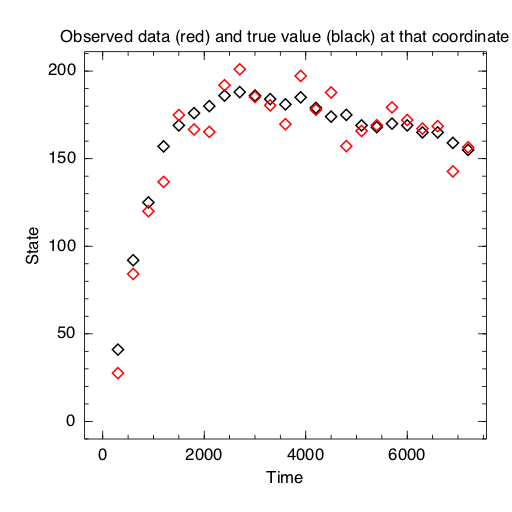 Observed data (red) and true value (black) at that coordinate
200
150
100
50
0
0 2000 4000 6000
State
Time